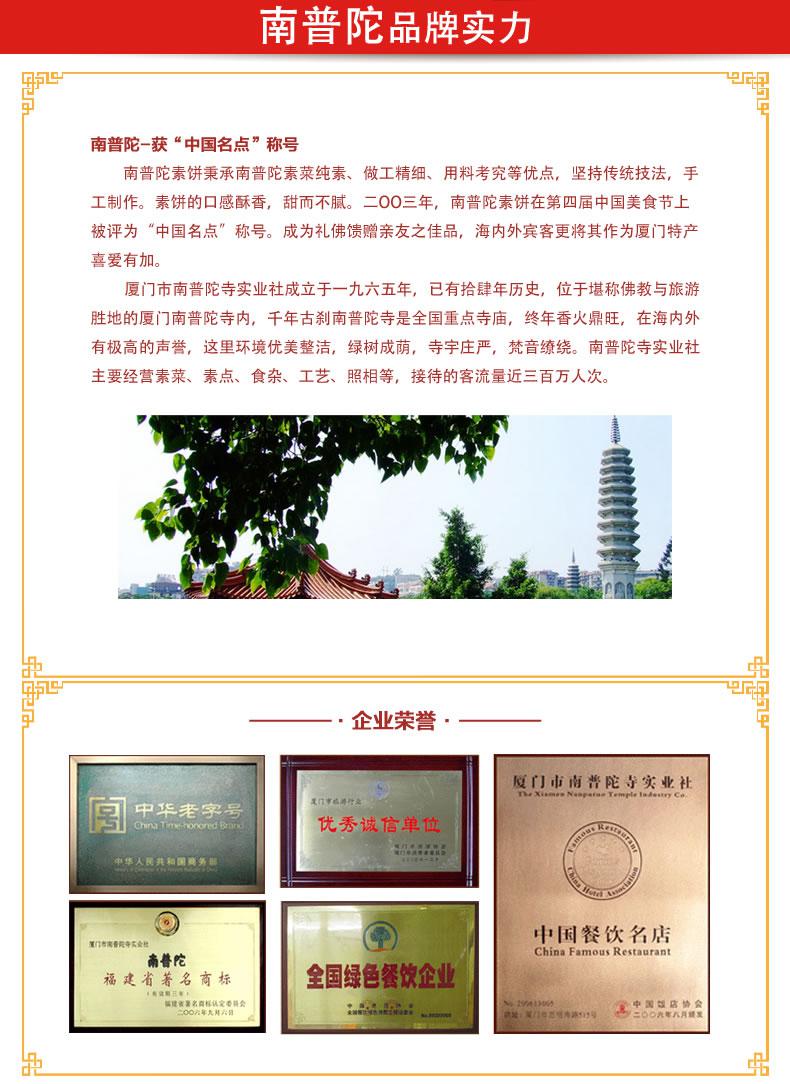 南普陀品牌实力
南普陀-获“中国名点”称号
南普陀素饼秉承南普陀素菜纯素、做工精细、用料考究等优点，坚持传统技法，手
工制作。素饼的口感酥香，甜而不腻。二OO三年，南普陀素饼在第四届中国美食节上
被评为“中国名点”称号。成为礼佛馈赠亲友之佳品，海内外宾客更将其作为厦门特产
喜爱有加。
厦门市南普陀寺实业社成立于一九六五年，已有拾肆年历史，位于堪称佛教与旅游
胜地的厦门南普陀寺内，千年古刹南普陀寺是全国重点寺庙，终年香火鼎旺，在海内外
有极高的声誉，这里环境优美整洁，绿树成荫，寺宇庄严，梵音缭绕。南普陀寺实业社
主要经营素菜、素点、食杂、工艺、照相等，接待的客流量近三百万人次。
·企业荣誉·
中华老字号
China Time-honored Brand
中华人民共和国商务部
厦门市旅游行业
优秀诚信单位
厦门市南普陀寺实业社
The Xiamen Nanputuo Temple Industry Co.
Famous Restaurant
China Hotel Association
中国餐饮名店
China Famous Restaurant
中国饭店协会
二〇〇六年八月颁发
厦门市南普陀寺实业社
南普陀
福建省著名商标
(有效期三年)
福建省著名商标认定委员会
二〇〇六年九月六日
全国绿色餐饮企业